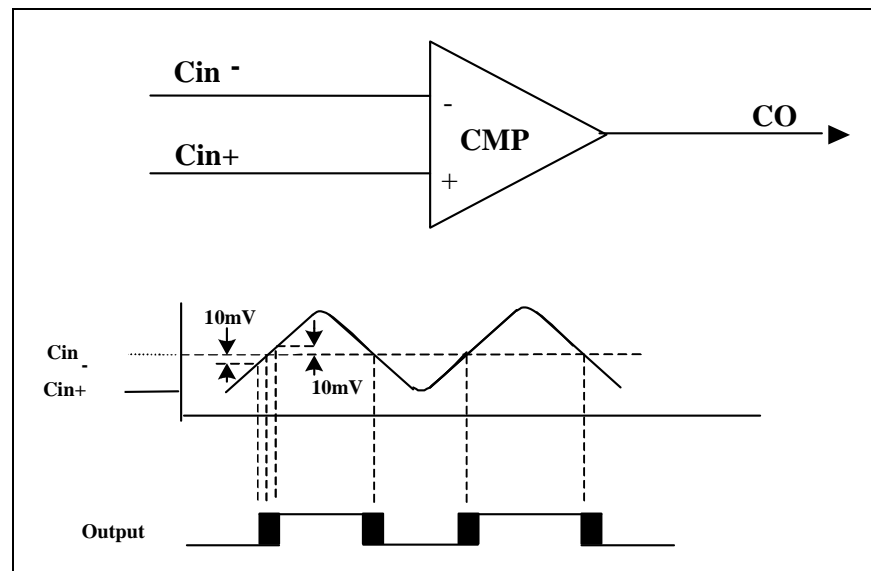 Cin -
-
CMP
CO
Cin+
+
10mV
Cin -
Cin+
10mV
Output